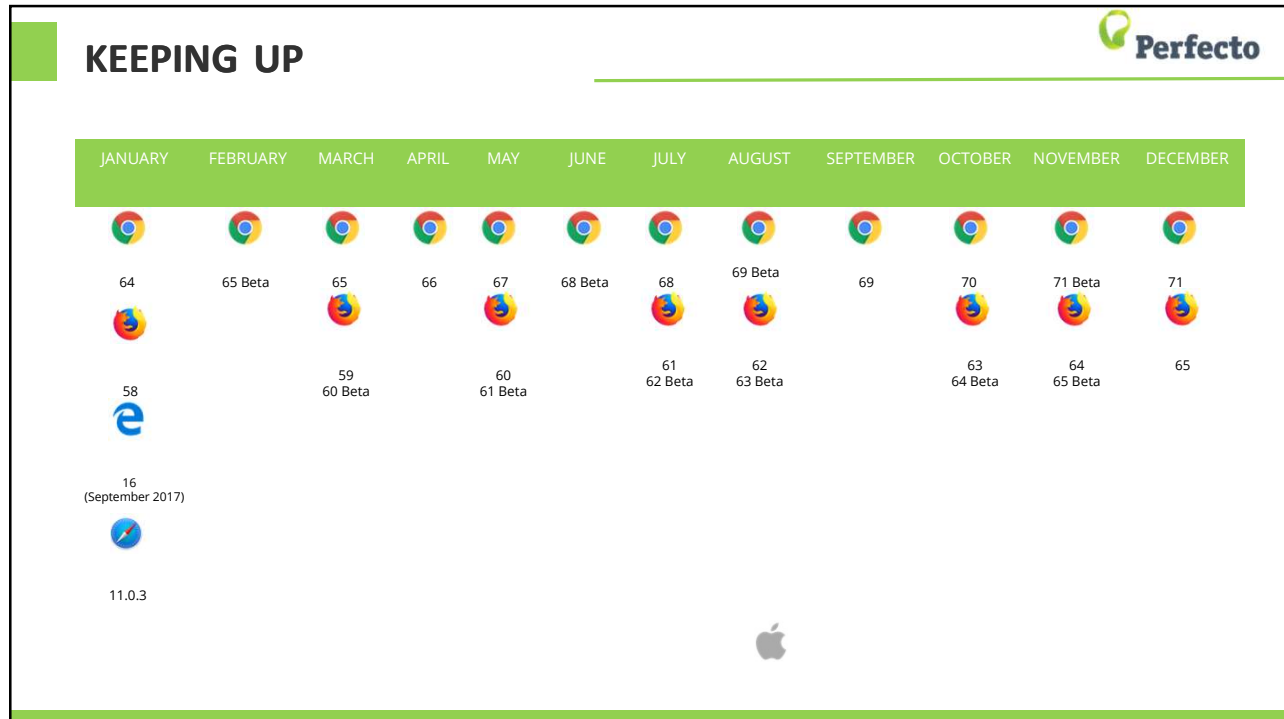 KEEPING UP
Perfecto
JANUARY FEBRUARY MARCH APRIL MAY JUNE JULY AUGUST SEPTEMBER OCTOBER NOVEMBER DECEMBER
64 65 Beta 65 66 67 68 Beta 68 69 Beta 69 70 71 Beta 71
58 59 60 61 62 63 64 65
60 Beta 61 Beta 62 Beta 63 Beta 64 Beta 65 Beta
16
(September 2017)
11.0.3